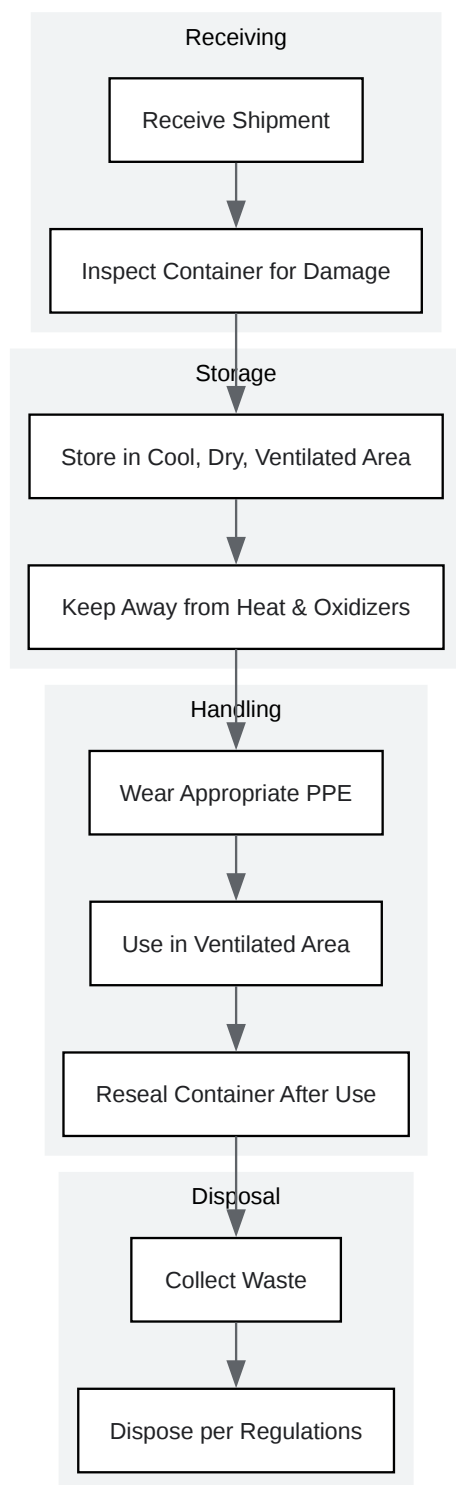 Receiving
Receive Shipment
Inspect Container for Damage
Storage
Store in Cool, Dry, Ventilated Area
Keep Away from Heat & Oxidizers
Handling
Wear Appropriate PPE
Use in Ventilated Area
Reseal Container After Use
Disposal
Collect Waste
Dispose per Regulations